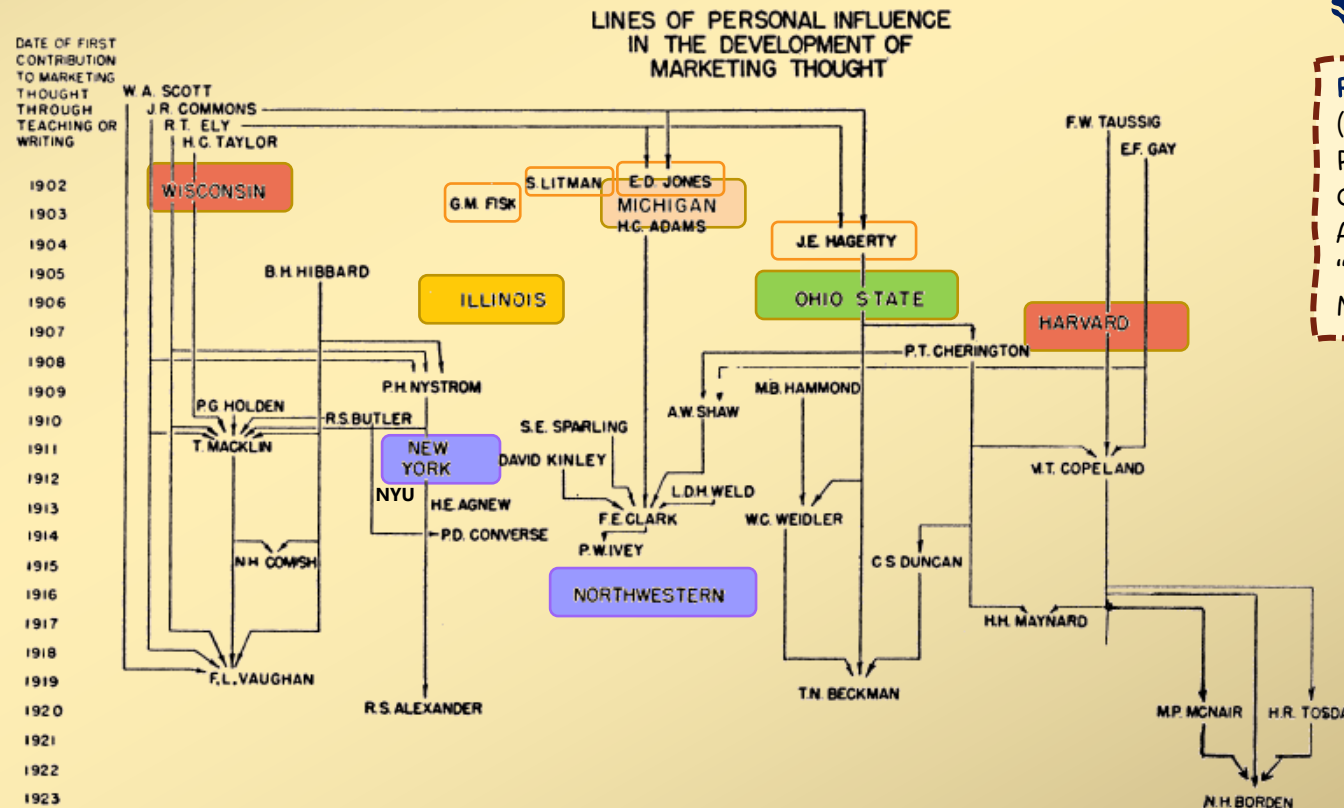 LINES OF PERSONAL INFLUENCE
IN THE DEVELOPMENT OF
MARKETING THOUGHT
DATE OF FIRST
CONTRIBUTION
TO MARKETING
THOUGHT
THROUGH
TEACHING OR
WRITING
W. A. SCOTT
J.R. COMMONS
R.T. ELY
H.C. TAYLOR
F.W. TAUSSIG
E.F. GAY
1902
WISCONSIN
S. LITMAN
E.D. JONES
G.M. FISK
MICHIGAN
1903
H.C. ADAMS
1904
J.E. HAGERTY
1905
B.H. HIBBARD
1906
ILLINOIS
OHIO STATE
1907
HARVARD
1908
P.T. CHERINGTON
1909
P.H. NYSTROM
M.B. HAMMOND
1910
P.G. HOLDEN
R.S. BUTLER
A.W. SHAW
S.E. SPARLING
1911
T. MACKLIN
NEW
YORK
DAVID KINLEY
M.T. COPELAND
1912
NYU
L.D.H. WELD
1913
H.E. AGNEW
F.E. CLARK
W.C. WEIDLER
1914
P.D. CONVERSE
P.W. IVEY
1915
N.H. COMISH
C S DUNCAN
1916
NORTHWESTERN
1917
H.H. MAYNARD
1918
1919
F.L. VAUGHAN
T.N. BECKMAN
1920
R.S. ALEXANDER
M.P. MCNAIR
H.R. TOSDA
1921
1922
1923
N.H. BORDEN